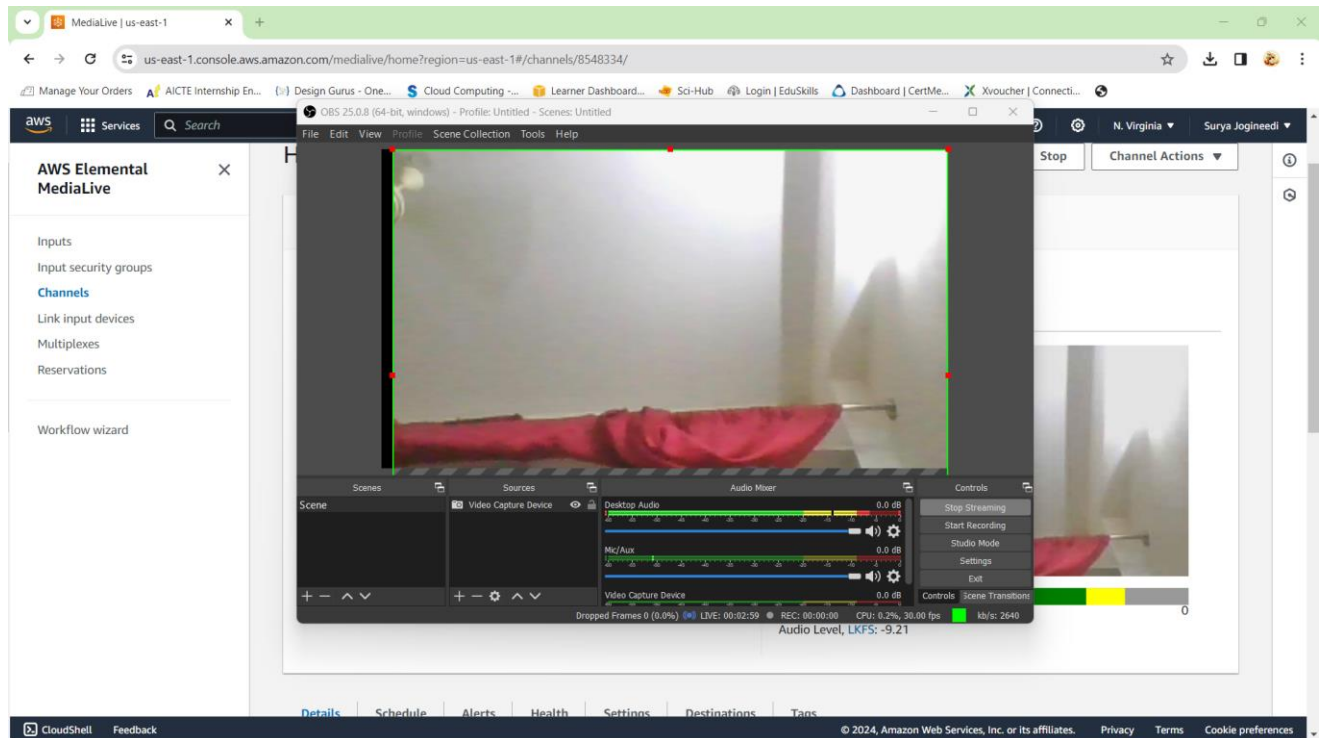 MediaLive | us-east-1
us-east-1.console.aws.amazon.com/medialive/home?region=us-east-1#/channels/8548334/
Manage Your Orders AICTE Internship En... Design Gurus - One... Cloud Computing -... Learner Dashboard... Sci-Hub Login | EduSkills Dashboard | CertMe... Xvoucher | Connecti...
aws Services Search N. Virginia ▼ Surya Jogineedi ▼
OBS 25.0.8 (64-bit, windows) - Profile: Untitled - Scenes: Untitled
File Edit View Profile Scene Collection Tools Help
AWS Elemental
MediaLive
H Stop Channel Actions ▼
Inputs
Input security groups
Channels
Link input devices
Multiplexes
Reservations
Workflow wizard
Scenes Sources Audio Mixer Controls
Scene Video Capture Device Desktop Audio 0.0 dB Stop Streaming
Start Recording
Studio Mode
Mic/Aux 0.0 dB
Settings
Exit
Video Capture Device 0.0 dB Controls Scene Transitions
Dropped Frames 0 (0.0%) LIVE: 00:02:59 REC: 00:00:00 CPU: 0.2%, 30.00 fps kb/s: 2640
0
Audio Level, LKFS: -9.21
Details Schedule Alerts Health Settings Destinations Tags
CloudShell Feedback © 2024, Amazon Web Services, Inc. or its affiliates. Privacy Terms Cookie preferences